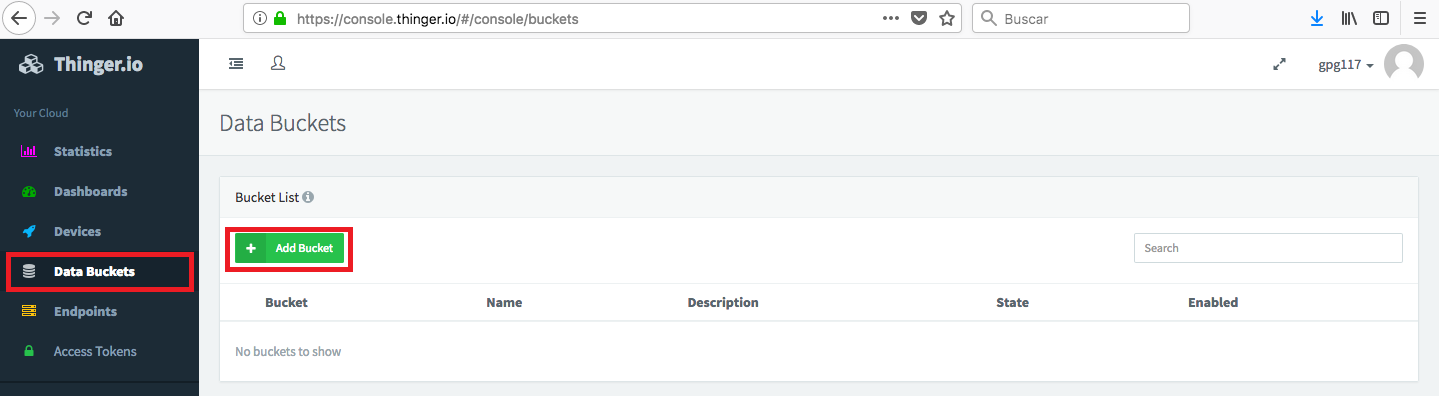 https://console.thinger.io/#/console/buckets
Buscar
Thinger.io
gpg117
Your Cloud
Statistics
Dashboards
Devices
Data Buckets
Endpoints
Access Tokens
Data Buckets
Bucket List
Add Bucket
Search
Bucket Name Description State Enabled
No buckets to show